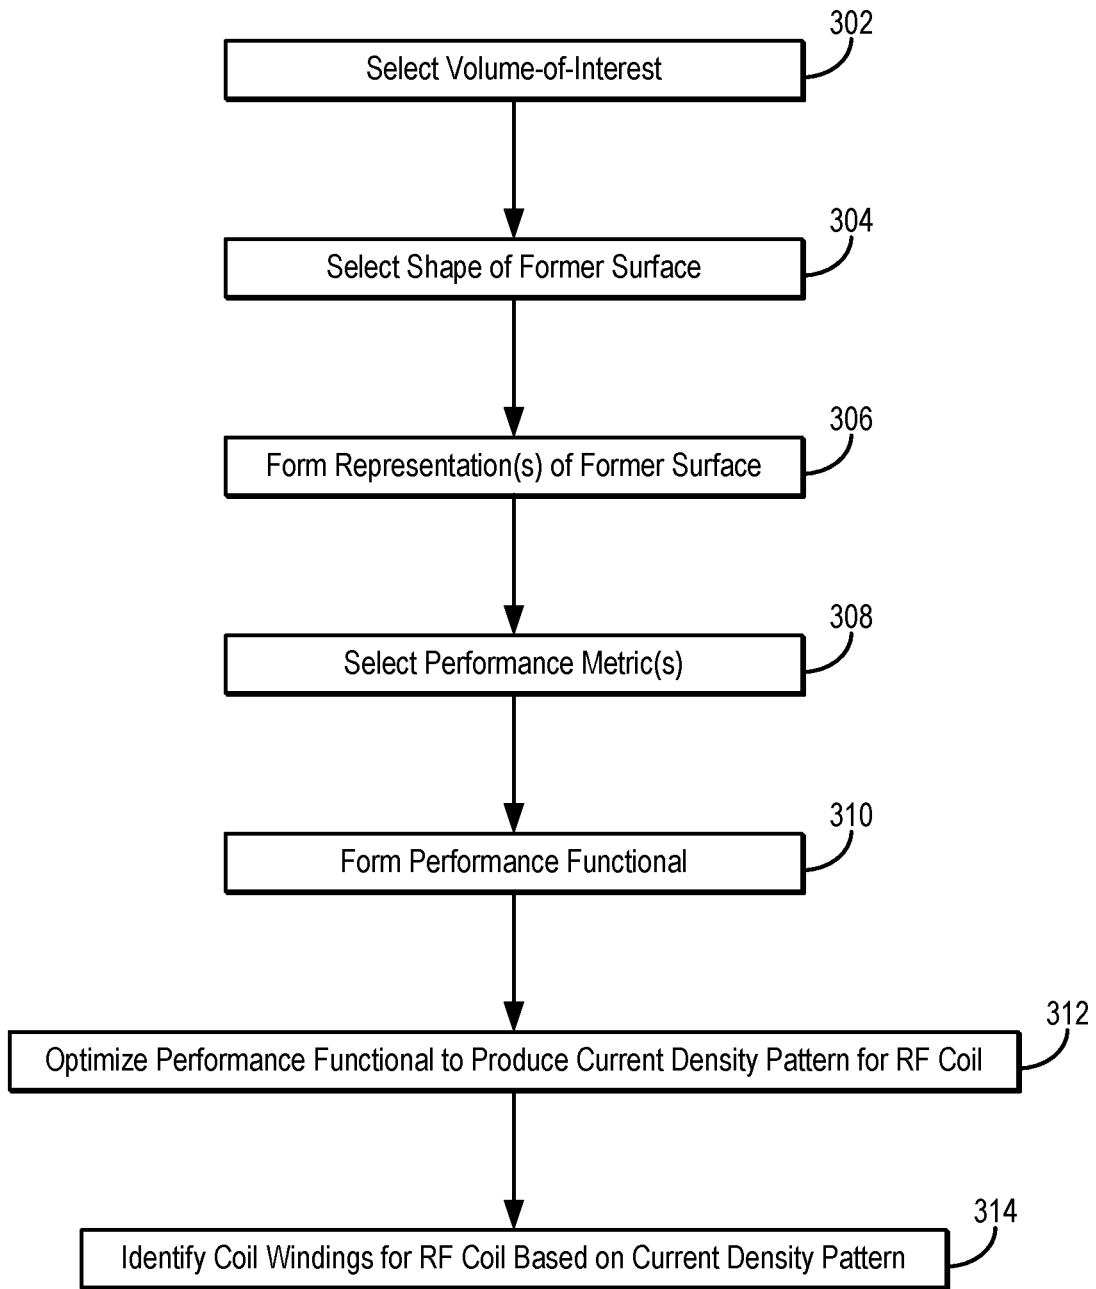 302
Select Volume-of-Interest
304
Select Shape of Former Surface
306
Form Representation(s) of Former Surface
308
Select Performance Metric(s)
310
Form Performance Functional
312
Optimize Performance Functional to Produce Current Density Pattern for RF Coil
314
Identify Coil Windings for RF Coil Based on Current Density Pattern